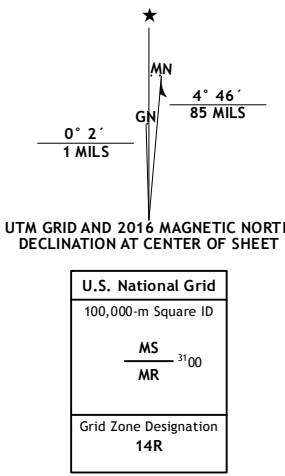 ★
MN
GN
4° 46´
85 MILS
0° 2´
1 MILS
UTM GRID AND 2016 MAGNETIC NORTH
DECLINATION AT CENTER OF SHEET
U.S. National Grid
100,000-m Square ID
MS
3100
MR
Grid Zone Designation
14R